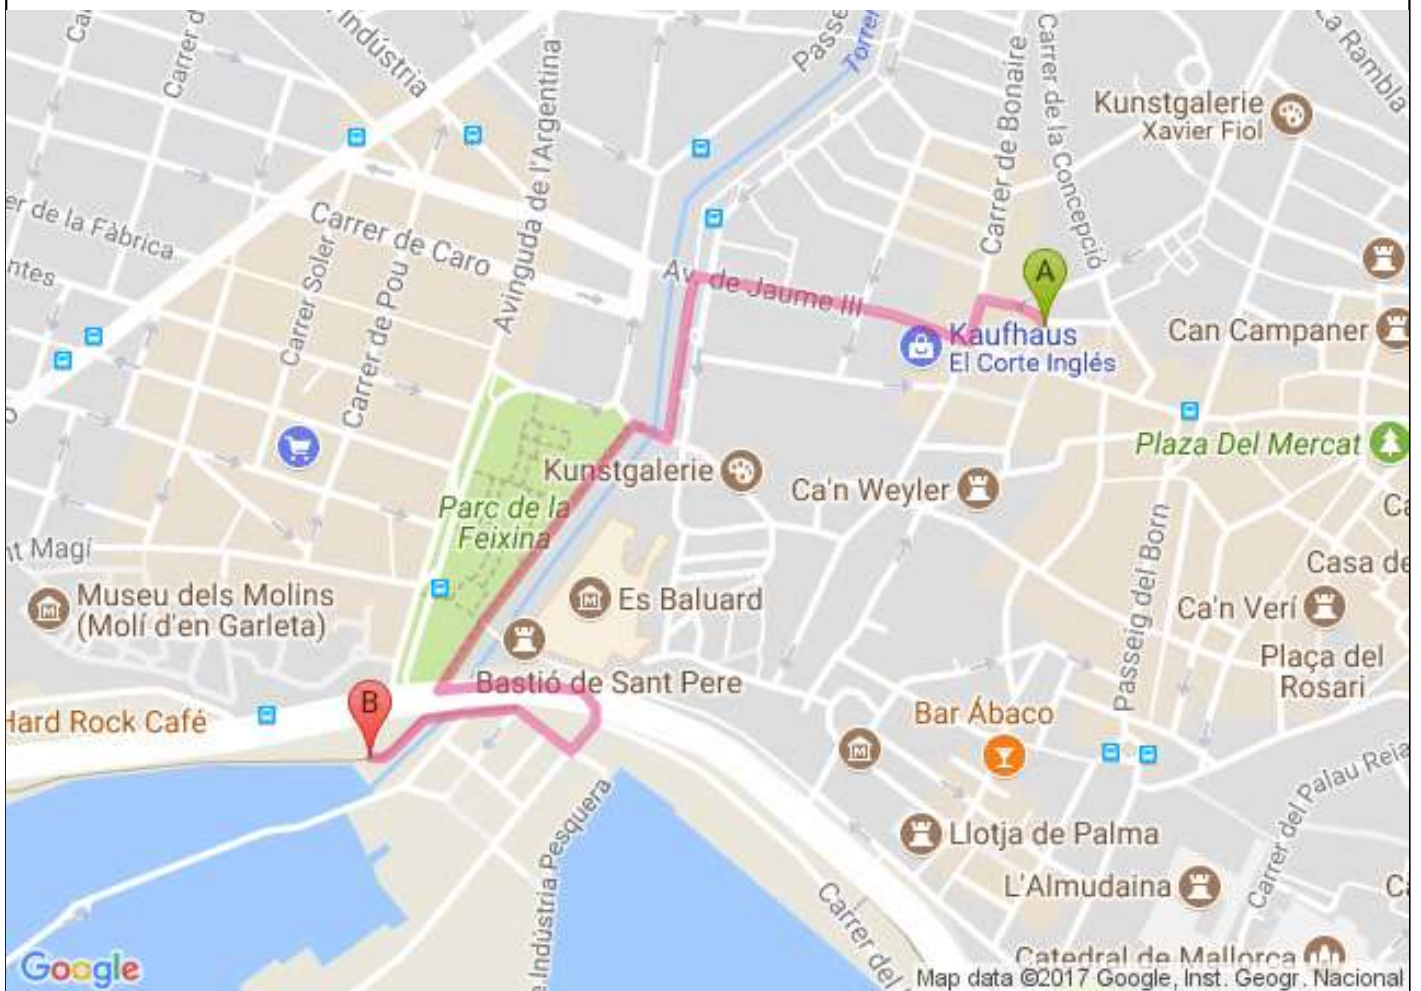 Indústria
Passe
Torrer
Carrer de Bonaire
Carrer de la Concepció
La Rambla
Kunstgalerie
Xavier Fiol
Avinguda de l'Argentina
er de la Fàbrica
Carrer de Caro
Carrer Soler
Carrer de Pou
Av. de Jaume III
A
Kaufhaus
El Corte Inglés
Can Campaner
Plaza Del Mercat
Kunstgalerie
Ca'n Weyler
Parc de la
Feixina
nt Magí
Museu dels Molins
(Molí d'en Garleta)
Es Baluard
Passeig del Born
Casa de
Ca'n Verí
Plaça del
Rosari
Bastió de Sant Pere
B
Hard Rock Café
Bar Ábaco
Carrer del Palau Reia
e Indústria Pesquera
Llotja de Palma
L'Almudaina
Carrer del
Catedral de Mallorca
Google
Map data ©2017 Google, Inst. Geogr. Nacional